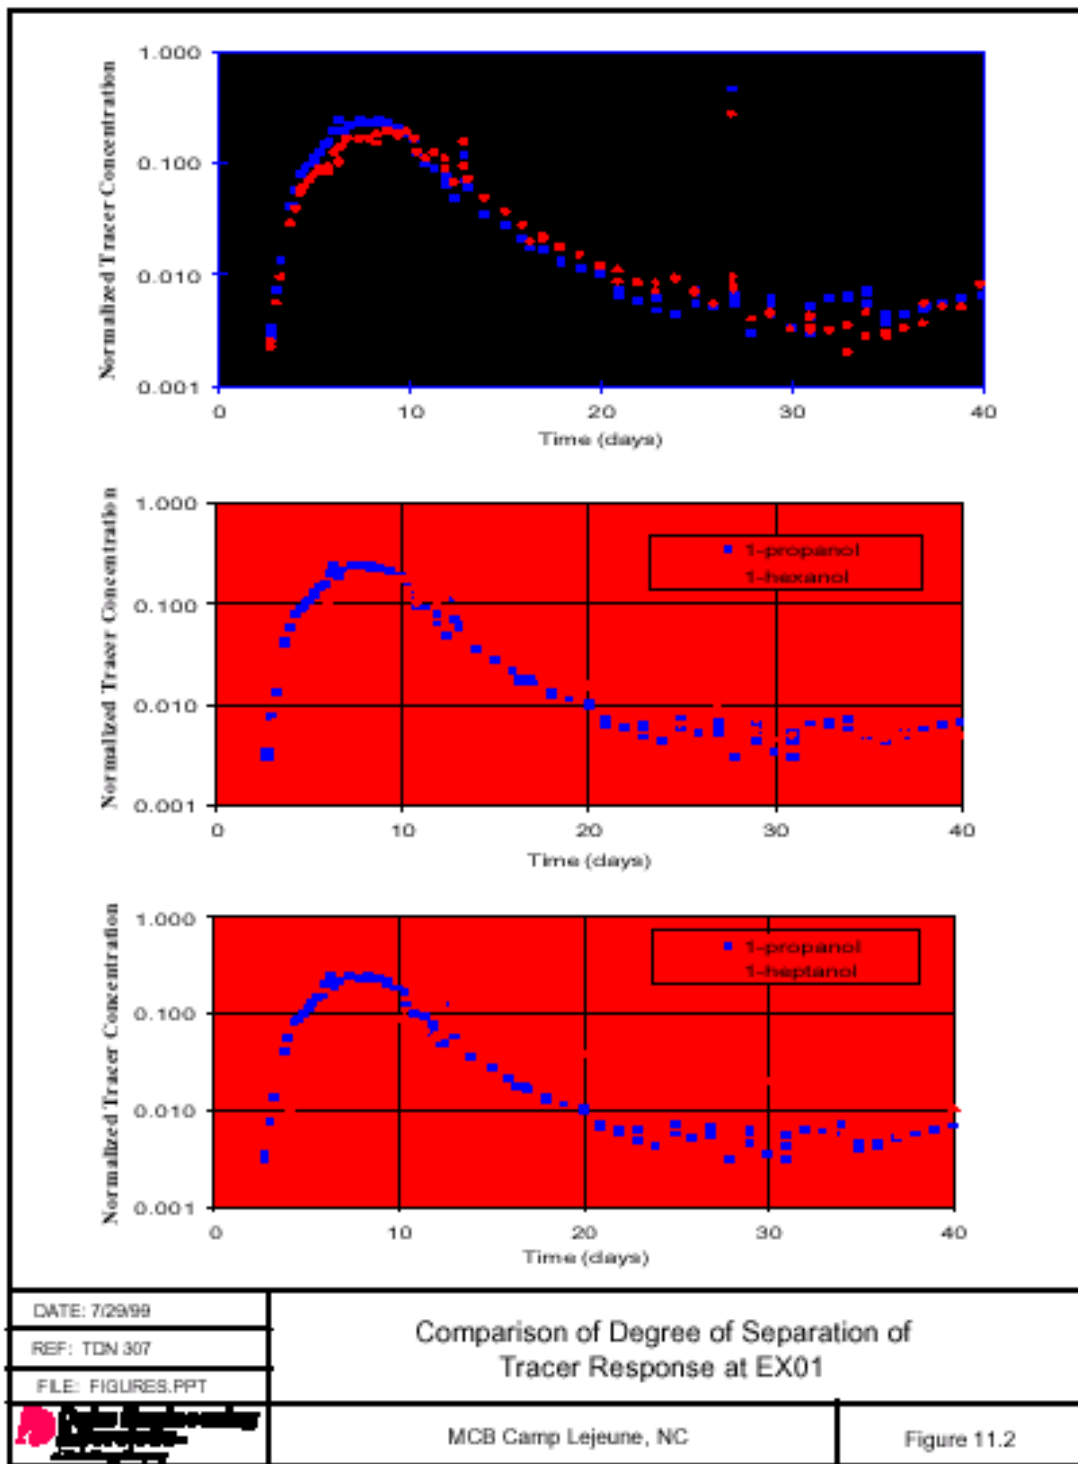 Normalized Tracer Concentration
1.000
0.100
0.010
0.001
0 10 20 30 40
Time (days)
Normalized Tracer Concentration
1.000
0.100
0.010
0.001
1-propanol
1-hexanol
0 10 20 30 40
Time (days)
Normalized Tracer Concentration
1.000
0.100
0.010
0.001
1-propanol
1-heptanol
0 10 20 30 40
Time (days)
DATE: 7/29/99
REF: TDN 307
FILE: FIGURES.PPT
Comparison of Degree of Separation of
Tracer Response at EX01
MCB Camp Lejeune, NC
Figure 11.2